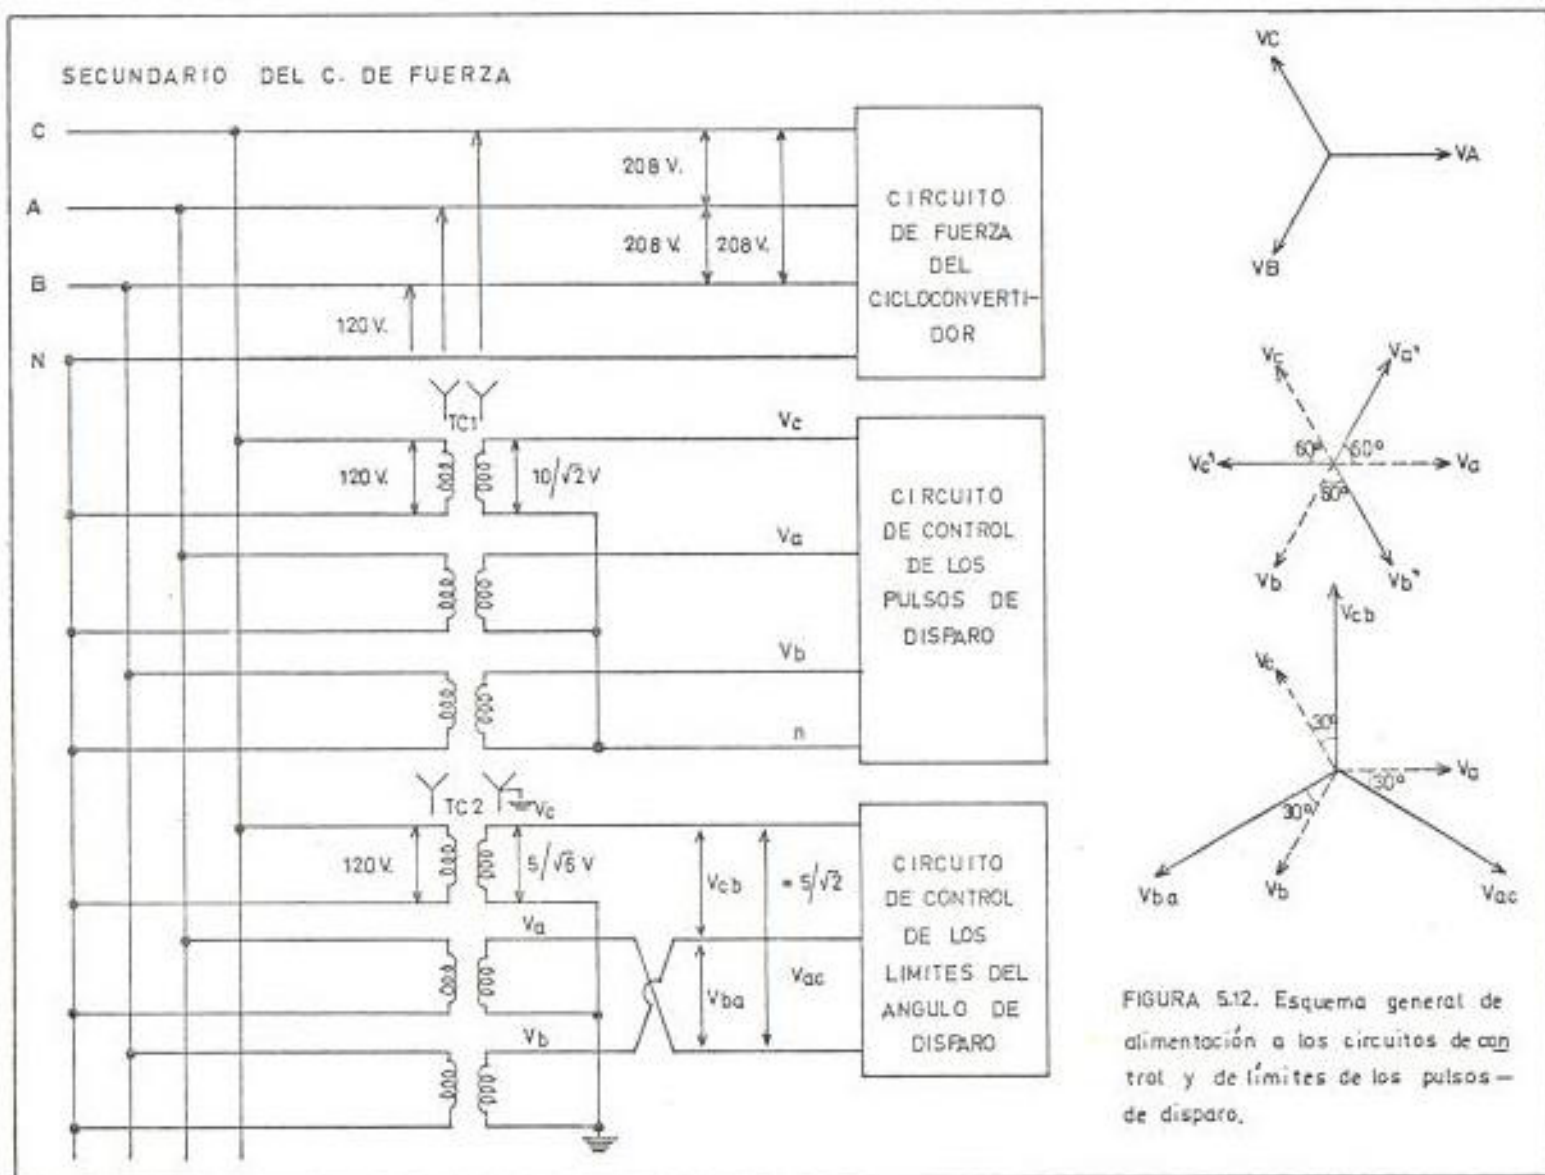 SECUNDARIO DEL C. DE FUERZA
C
A
B
N
208 V.
208 V.
208 V.
120 V.
CIRCUITO
DE FUERZA
DEL
CICLOCONVERTI-
DOR
TC1
120 V.
10/√2 V
Vc
Va
Vb
n
CIRCUITO
DE CONTROL
DE LOS
PULSOS DE
DISPARO
TC2
Vc
120 V.
5/√6 V
Va
Vb
Vcb
Vba
= 5/√2
Vac
CIRCUITO
DE CONTROL
DE LOS
LIMITES DEL
ANGULO DE
DISPARO
VC
VA
VB
Vc
Va'
60°
60°
Vc'
Va
60°
Vb
Vb'
Vcb
Vc
30°
Va
30°
30°
Vba
Vb
Vac
FIGURA 5.12. Esquema general de
alimentación a los circuitos de con
trol y de límites de los pulsos—
de disparo.